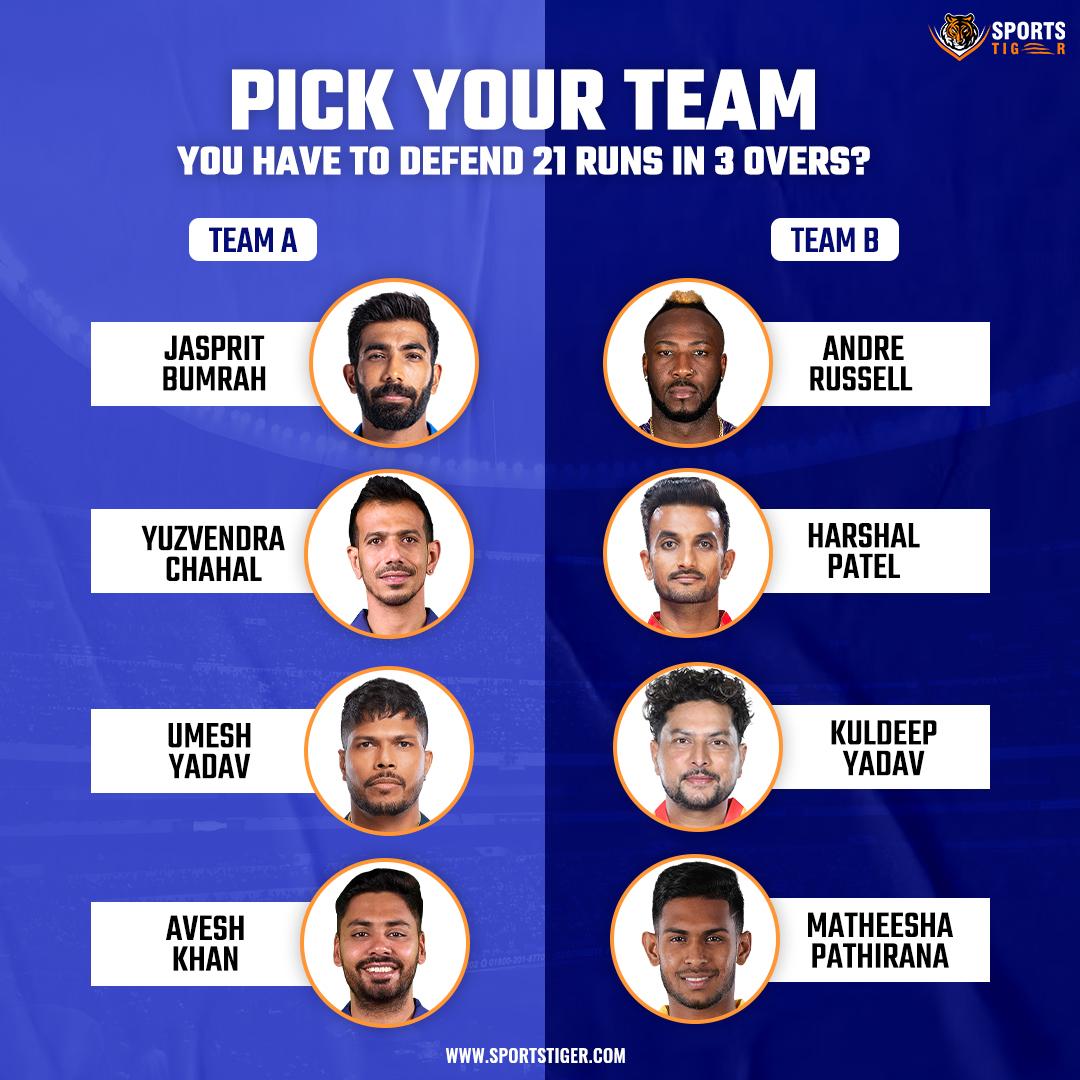 SPORTS
TIG R
PICK YOUR TEAM
YOU HAVE TO DEFEND 21 RUNS IN 3 OVERS?
TEAM A
JASPRIT
BUMRAH
YUZVENDRA
CHAHAL
UMESH
YADAV
AVESH
KHAN
TEAM B
ANDRE
RUSSELL
HARSHAL
PATEL
KULDEEP
YADAV
MATHEESHA
PATHIRANA
WWW.SPORTSTIGER.COM